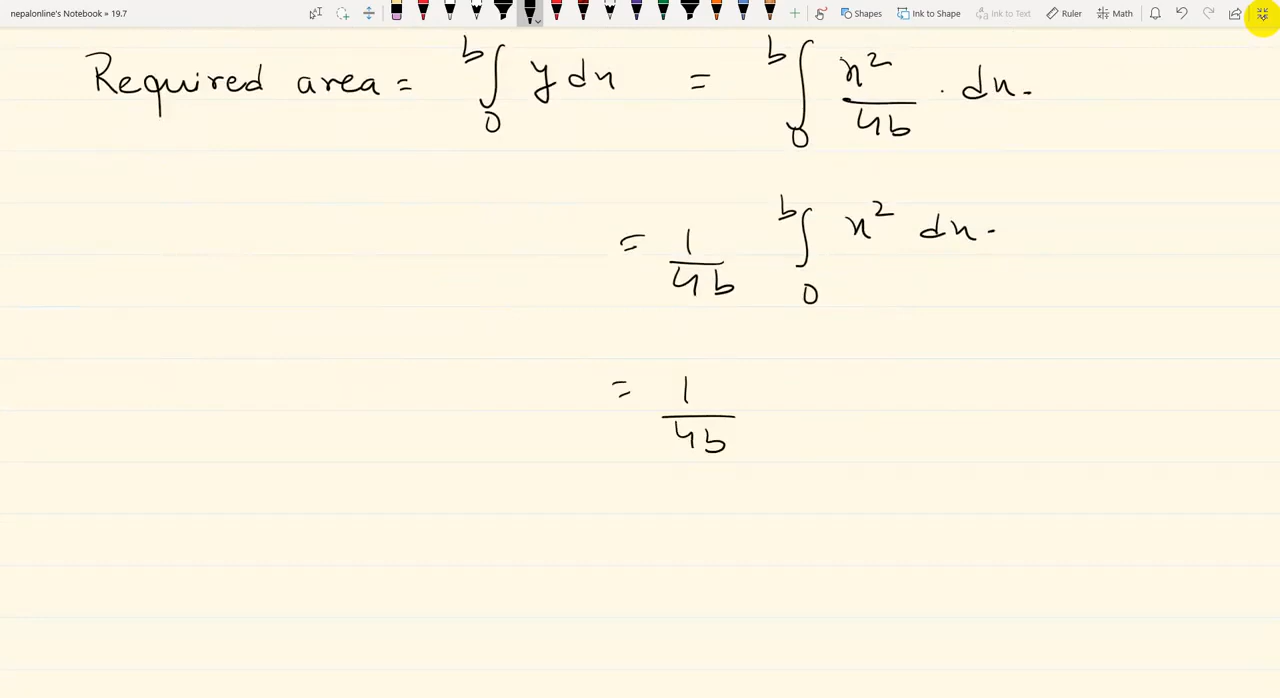 nepalonline's Notebook » 19.7 Shapes Ink to Shape Ink to Text Ruler Math
Required area = ∫₀ᵇ y dx = ∫₀ᵇ x²/4b · dx.
= 1/4b ∫₀ᵇ x² dx.
= 1/4b